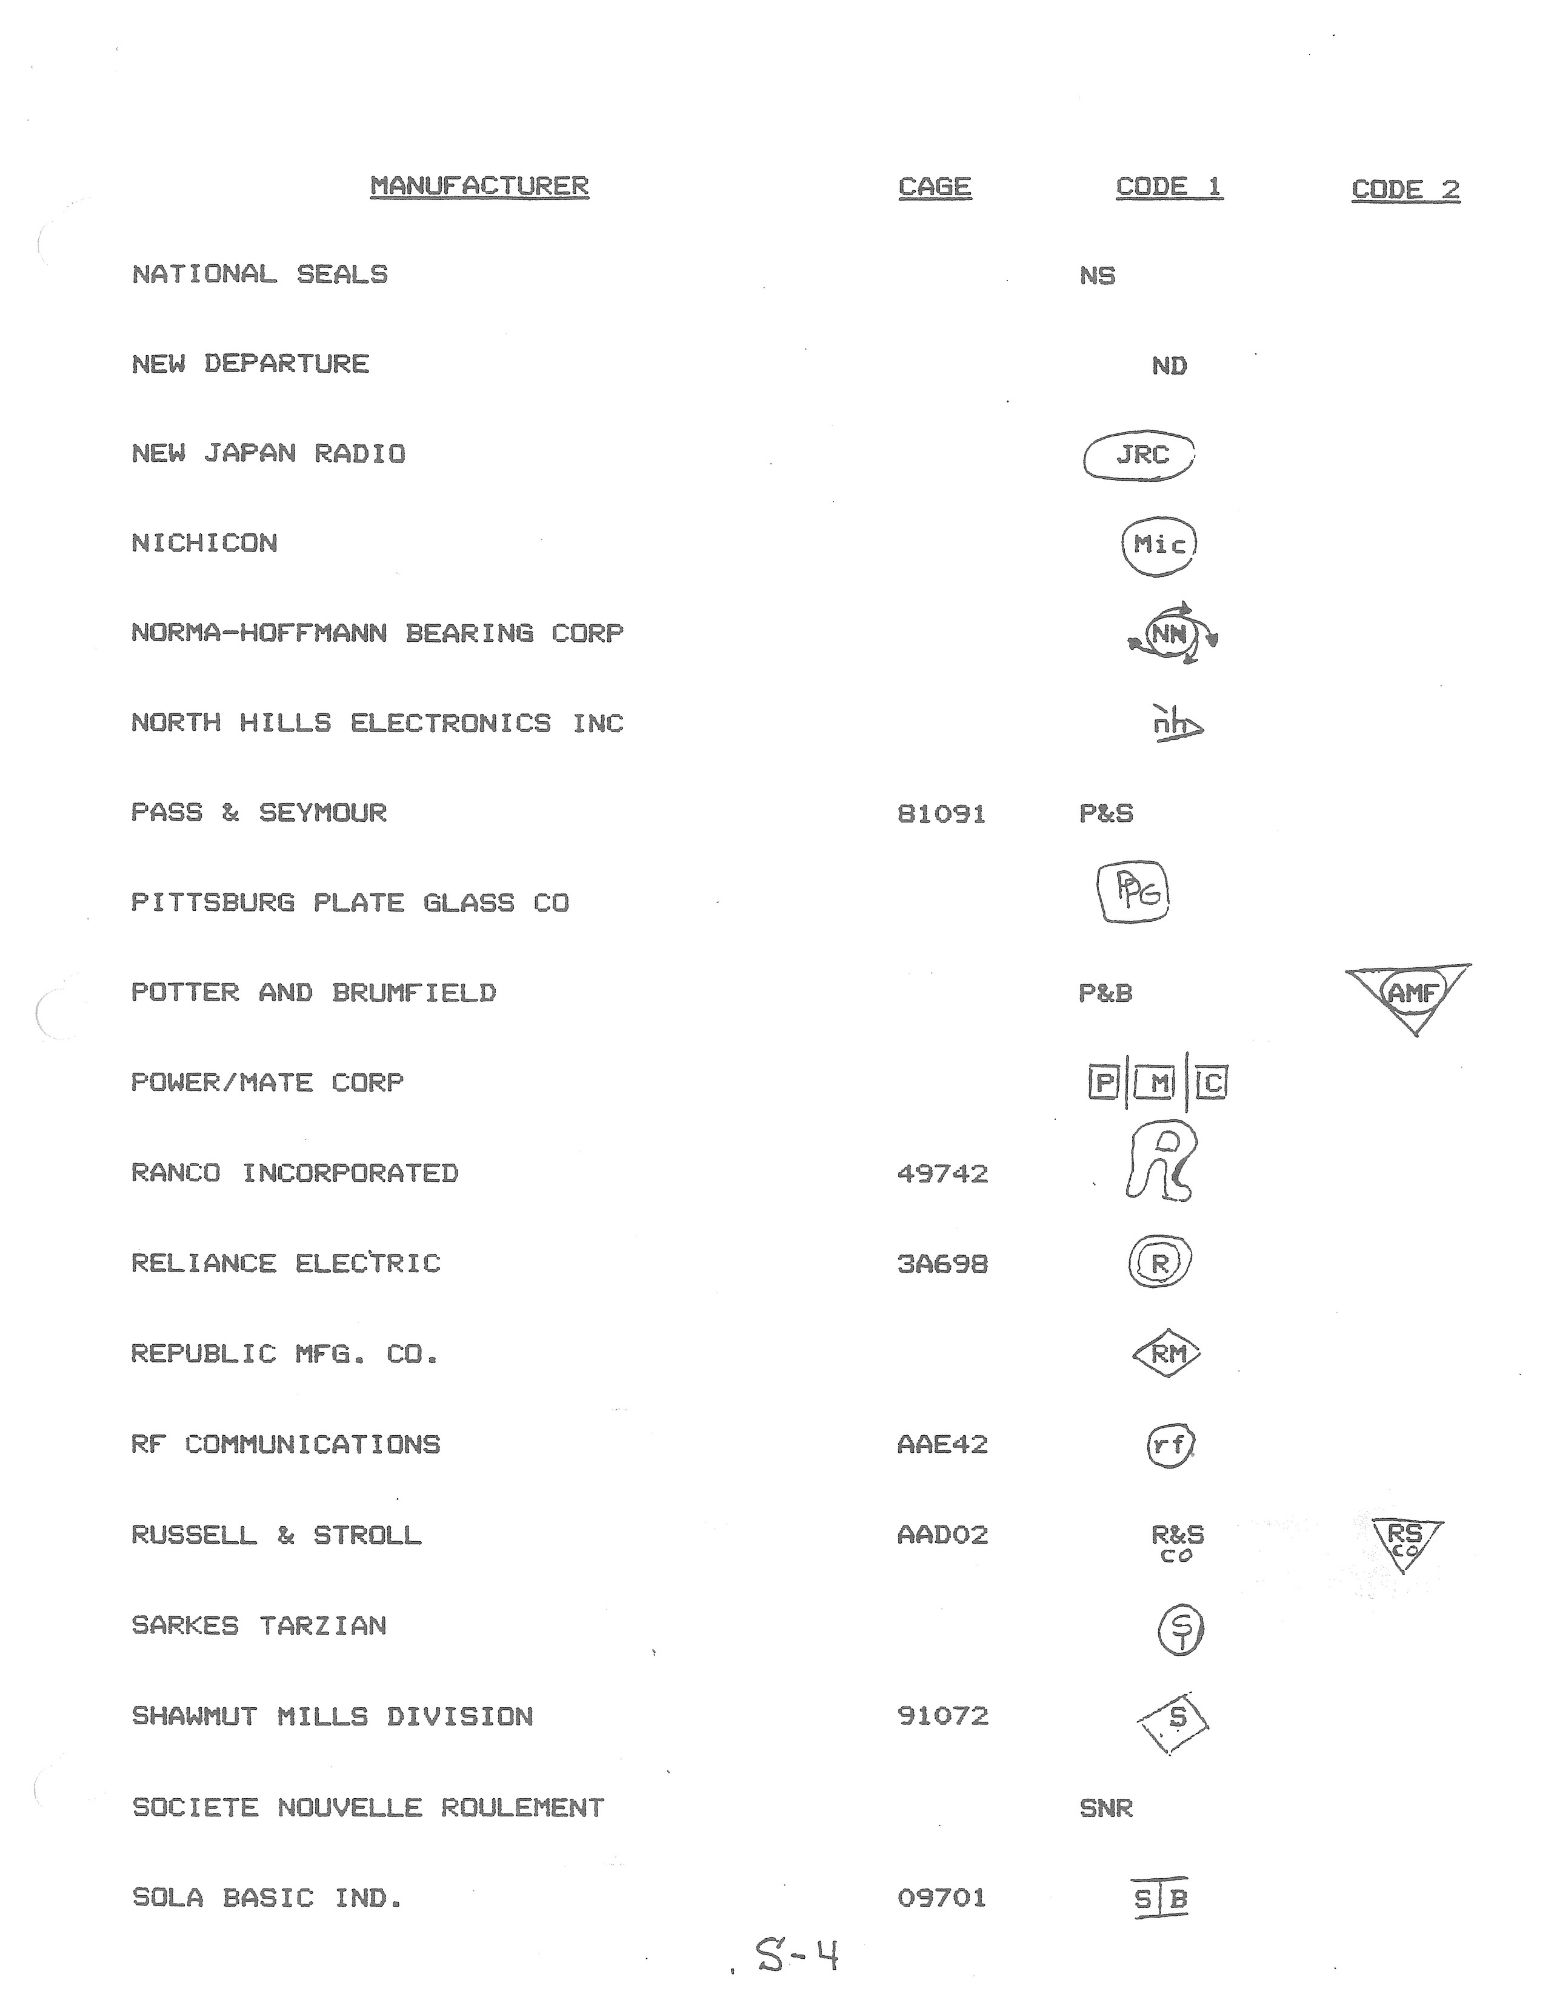 MANUFACTURER CAGE CODE 1 CODE 2
NATIONAL SEALS NS
NEW DEPARTURE ND
NEW JAPAN RADIO JRC
NICHICON Mic
NORMA-HOFFMANN BEARING CORP NN
NORTH HILLS ELECTRONICS INC nh
PASS & SEYMOUR 81091 P&S
PITTSBURG PLATE GLASS CO PPG
POTTER AND BRUMFIELD P&B AMF
POWER/MATE CORP P M C
RANCO INCORPORATED 49742 R
RELIANCE ELECTRIC 3A698 R
REPUBLIC MFG. CO. RM
RF COMMUNICATIONS AAE42 rf
RUSSELL & STROLL AAD02 R&S RS
CO CO
SARKES TARZIAN ST
SHAWMUT MILLS DIVISION 91072 S
SOCIETE NOUVELLE ROULEMENT SNR
SOLA BASIC IND. 09701 S B
S-4